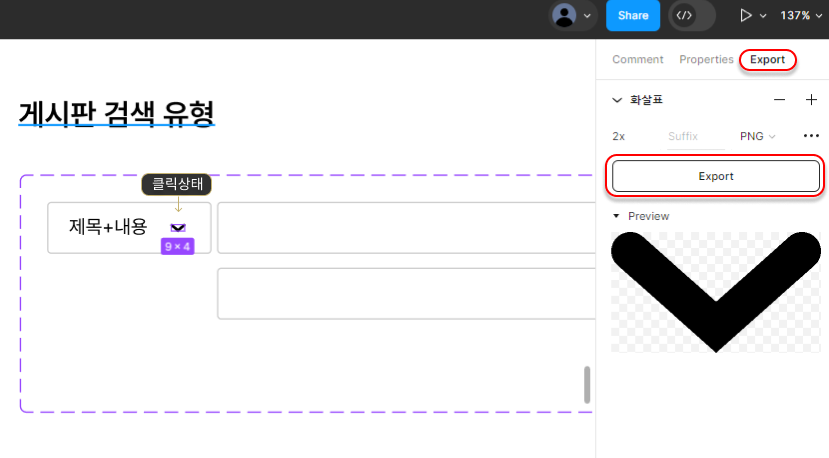 Share
</>
137%
Comment Properties Export
게시판 검색 유형
화살표
2x Suffix PNG
클릭상태
Export
제목+내용
9 × 4
Preview